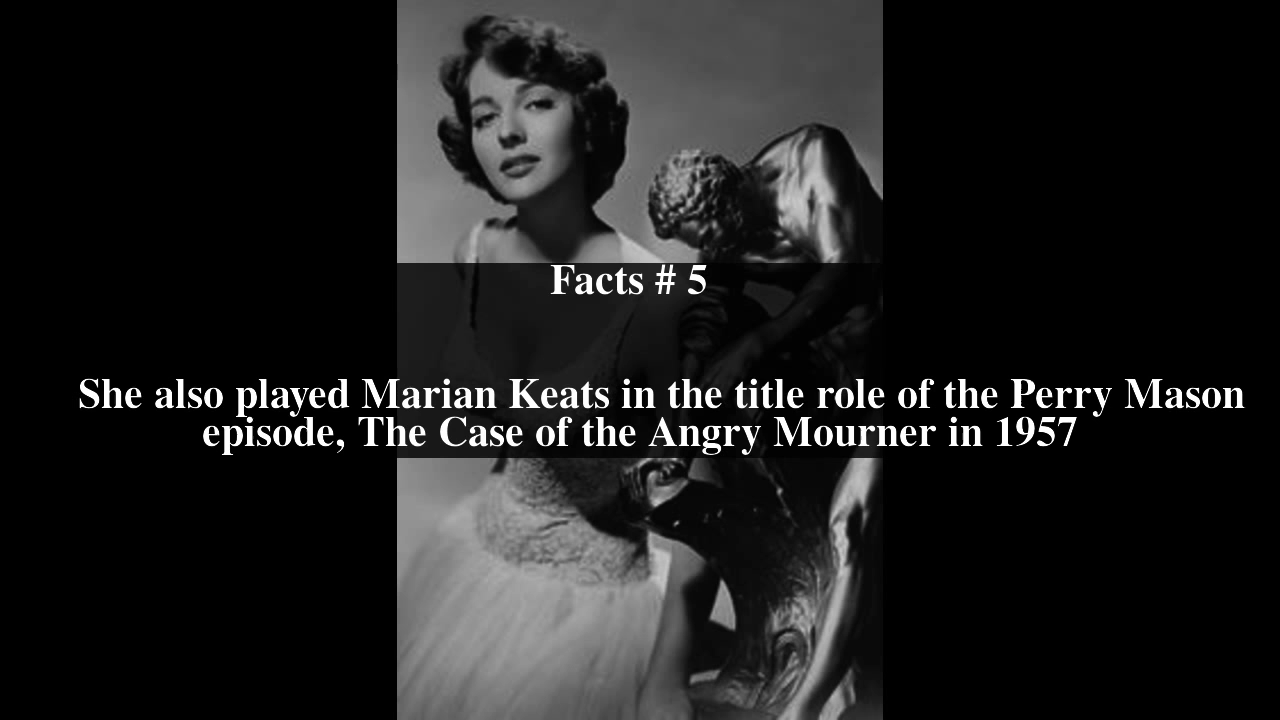 Facts # 5
She also played Marian Keats in the title role of the Perry Mason
episode, The Case of the Angry Mourner in 1957